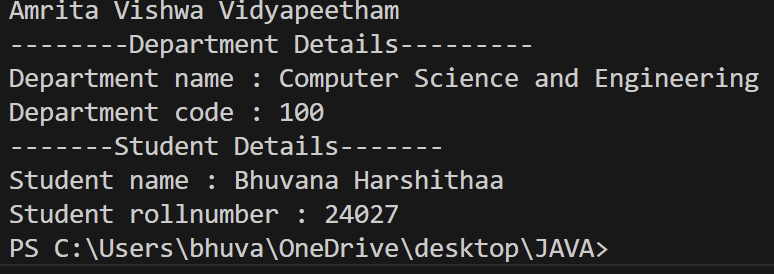 Amrita Vishwa Vidyapeetham
--------Department Details---------
Department name : Computer Science and Engineering
Department code : 100
-------Student Details-------
Student name : Bhuvana Harshithaa
Student rollnumber : 24027
PS C:\Users\bhuva\OneDrive\desktop\JAVA>